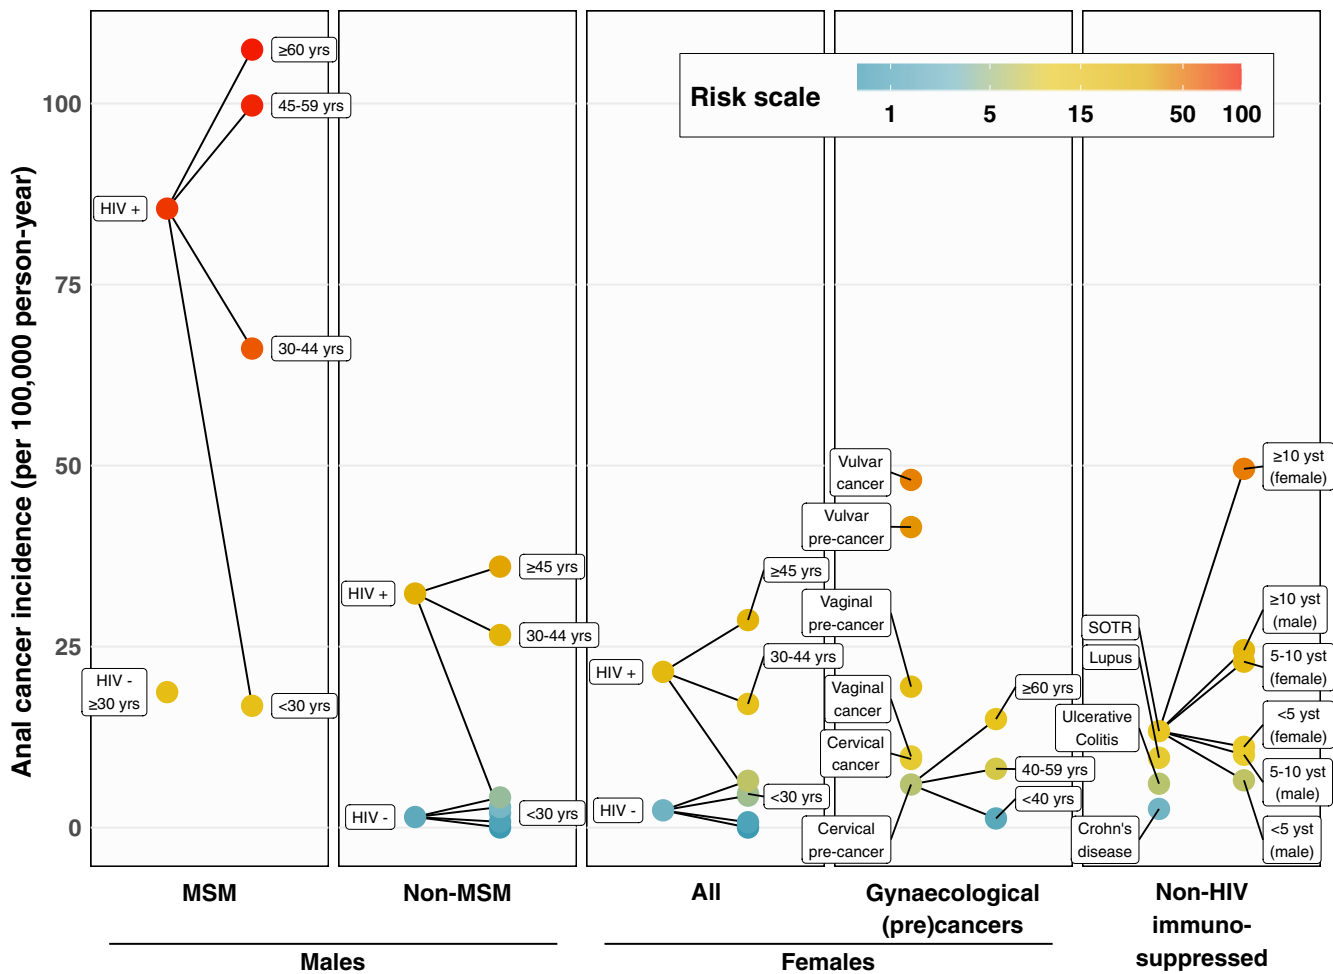 Anal cancer incidence (per 100,000 person-year)
100
75
50
25
0
Risk scale
1
5
15
50
100
≥60 yrs
45-59 yrs
HIV +
30-44 yrs
HIV -
≥30 yrs
<30 yrs
HIV +
≥45 yrs
30-44 yrs
HIV -
<30 yrs
≥45 yrs
30-44 yrs
HIV +
HIV -
<30 yrs
Vulvar
cancer
Vulvar
pre-cancer
Vaginal
pre-cancer
Vaginal
cancer
Cervical
cancer
Cervical
pre-cancer
≥60 yrs
40-59 yrs
<40 yrs
SOTR
Lupus
Ulcerative
Colitis
Crohn's
disease
≥10 yst
(female)
≥10 yst
(male)
5-10 yst
(female)
<5 yst
(female)
5-10 yst
(male)
<5 yst
(male)
MSM
Non-MSM
All
Gynaecological
(pre)cancers
Non-HIV
immuno-
suppressed
Males
Females